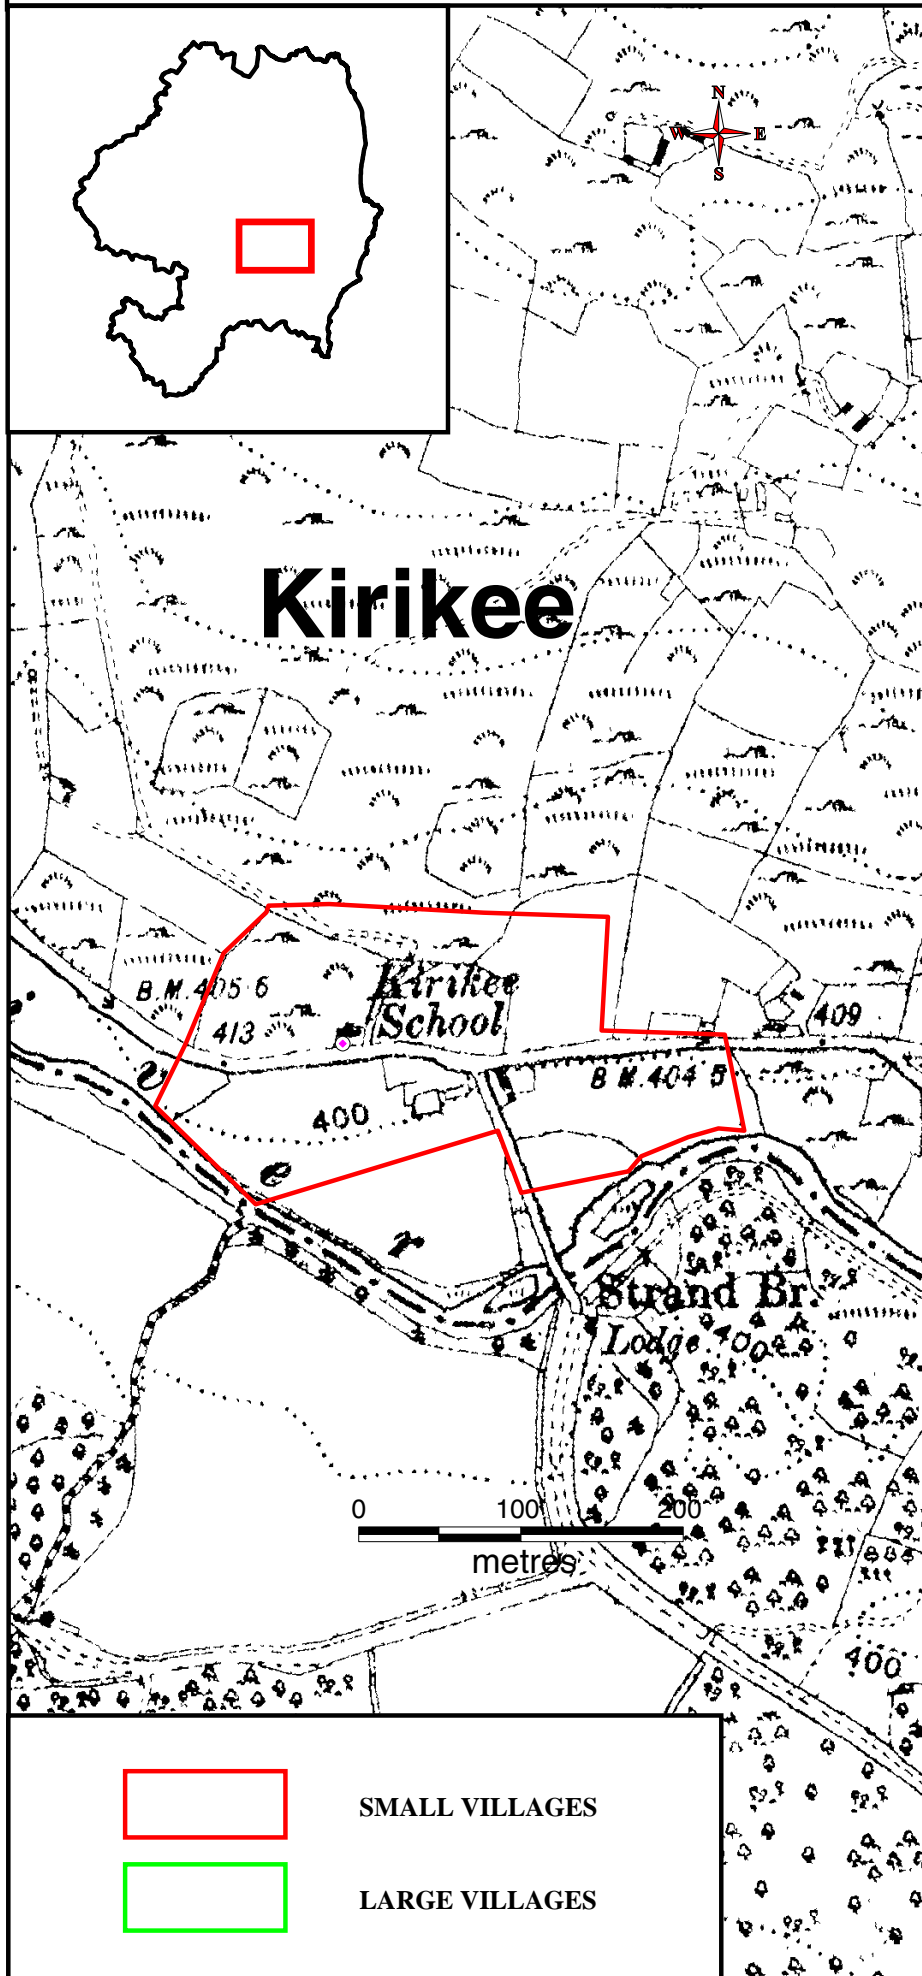 N
W E
S
Kirikee
B.M. 405·6
Kirikee
School
413
409
B M. 404 5
400
v
e
r
Strand Br.
Lodge 400
0 100 200
metres
400
SMALL VILLAGES
LARGE VILLAGES